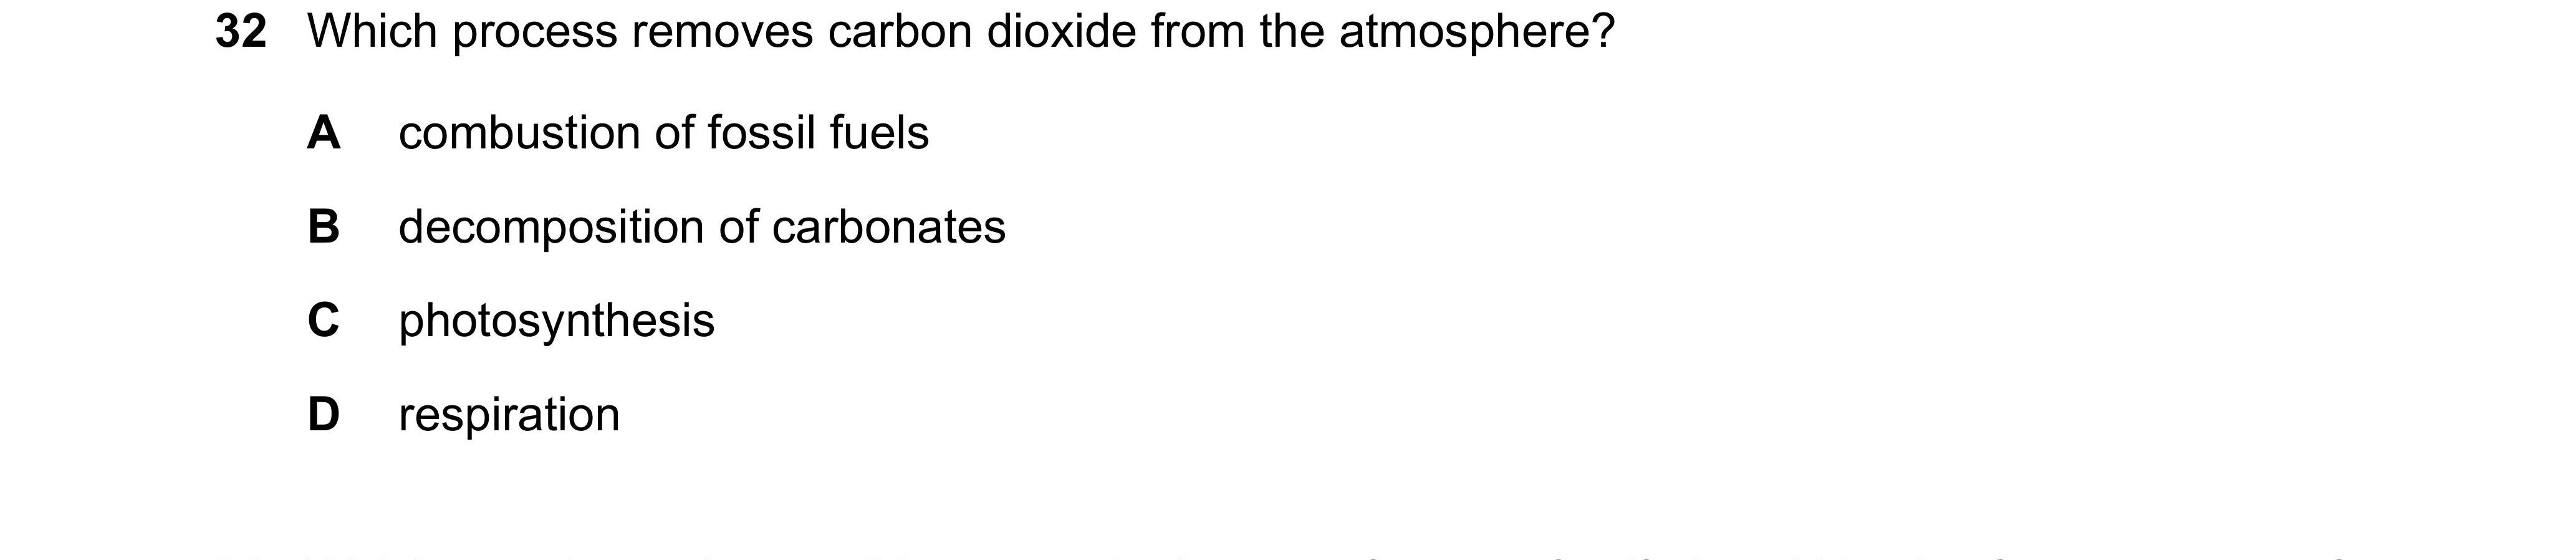 32 Which process removes carbon dioxide from the atmosphere?
A combustion of fossil fuels
B decomposition of carbonates
C photosynthesis
D respiration